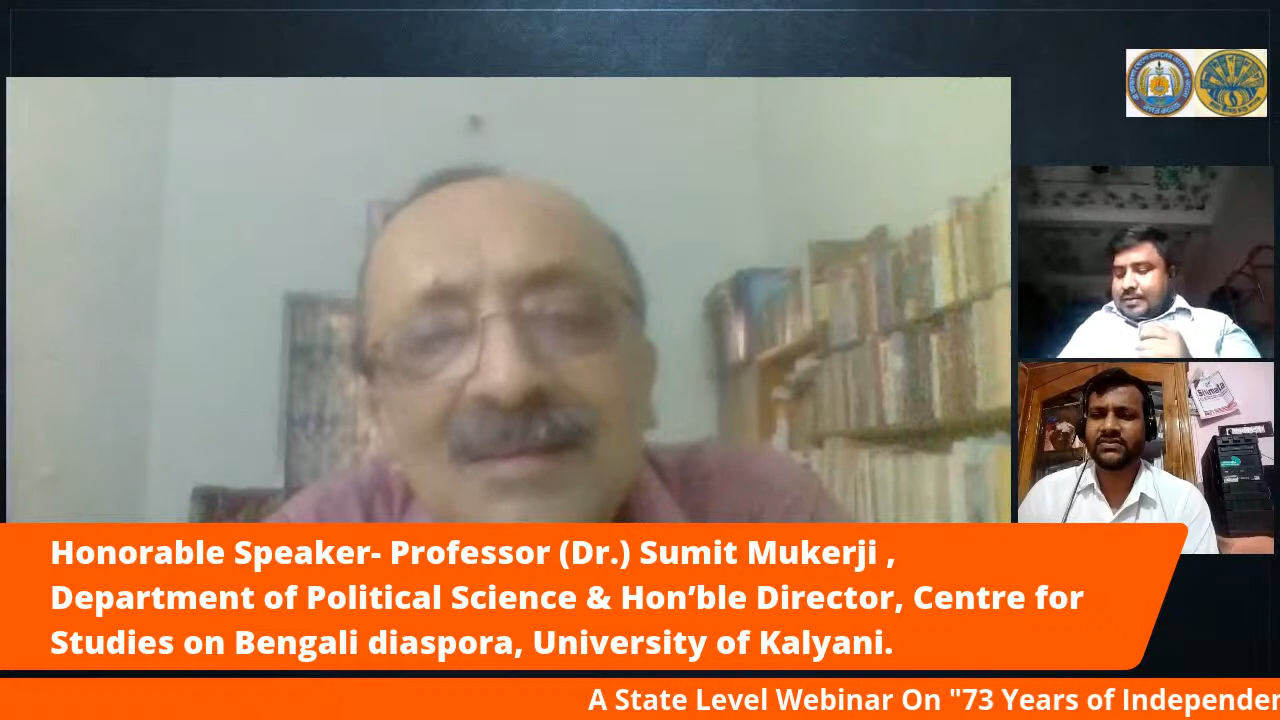 Honorable Speaker- Professor (Dr.) Sumit Mukerji ,
Department of Political Science & Hon’ble Director, Centre for
Studies on Bengali diaspora, University of Kalyani.
A State Level Webinar On "73 Years of Independen